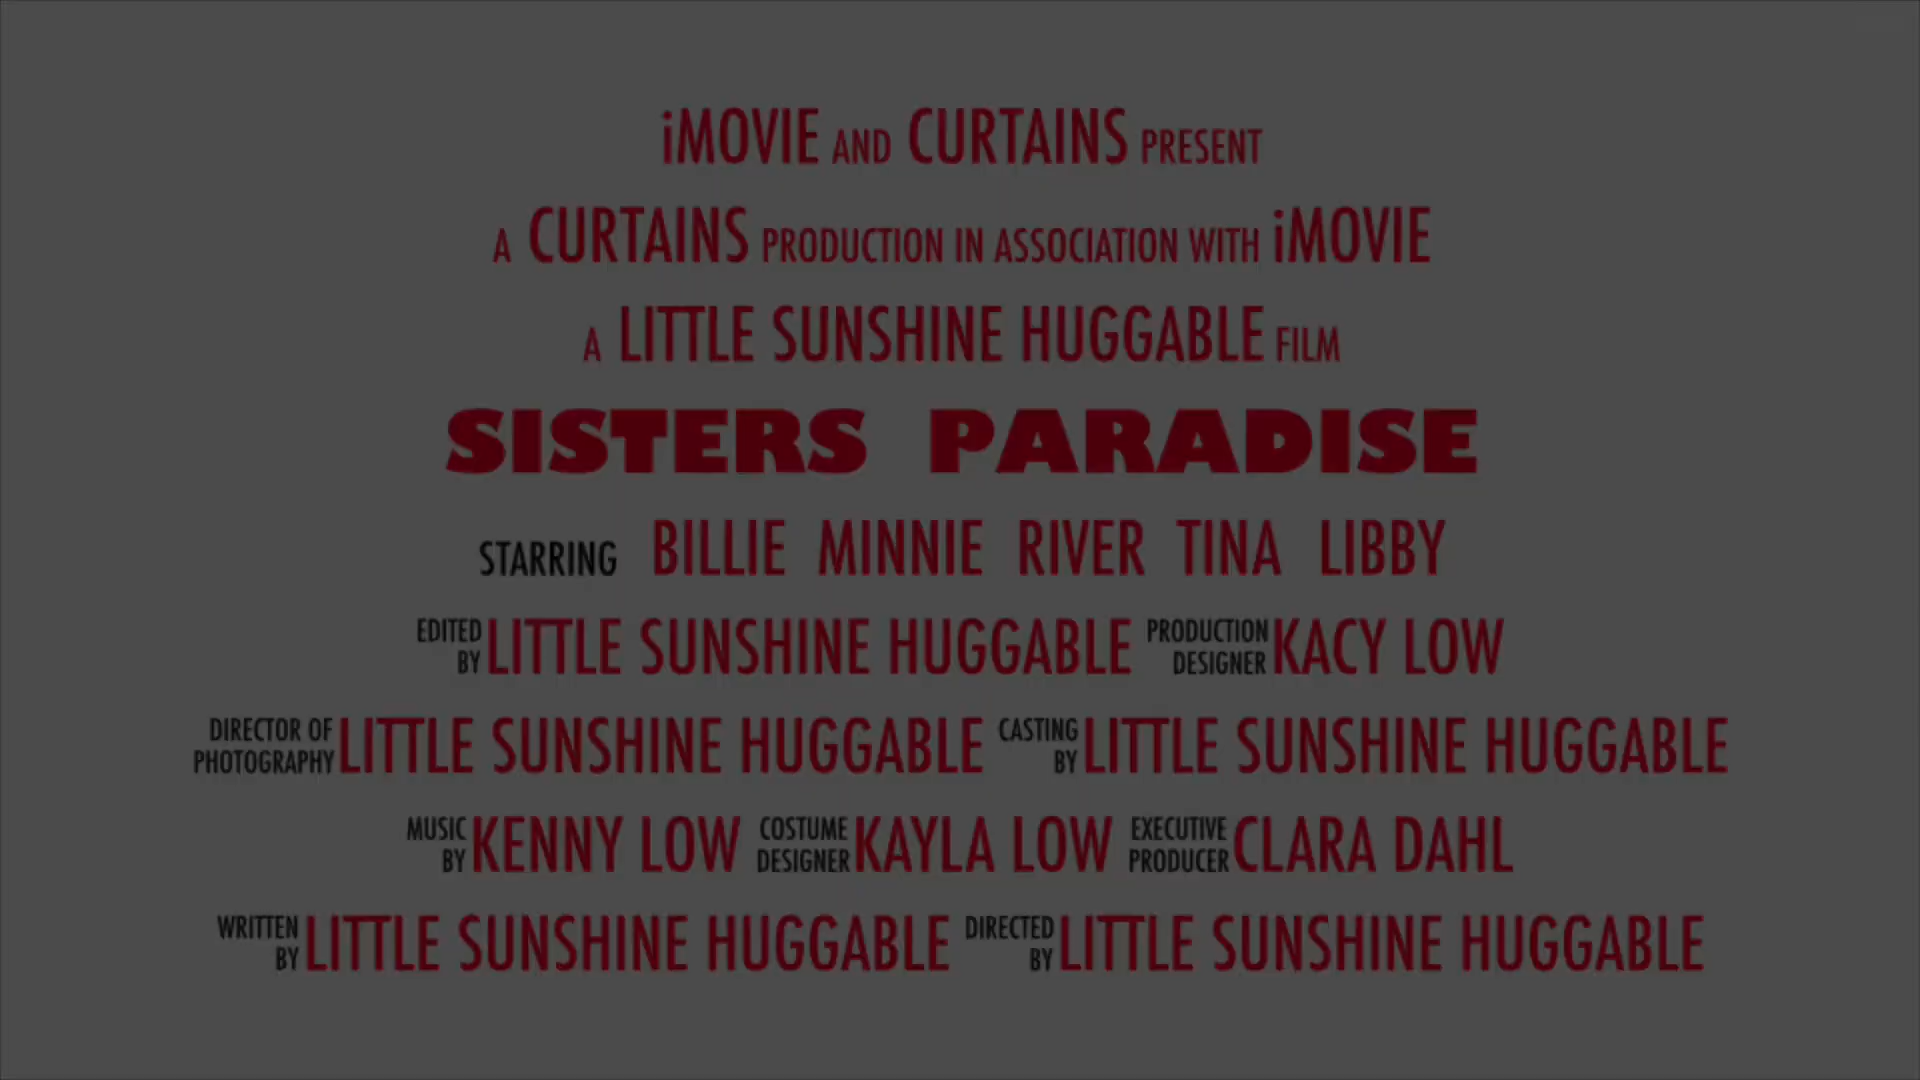 iMOVIE AND CURTAINS PRESENT
A CURTAINS PRODUCTION IN ASSOCIATION WITH iMOVIE
A LITTLE SUNSHINE HUGGABLE FILM
SISTERS PARADISE
STARRING BILLIE MINNIE RIVER TINA LIBBY
EDITED BY LITTLE SUNSHINE HUGGABLE PRODUCTION DESIGNER KACY LOW
DIRECTOR OF PHOTOGRAPHY LITTLE SUNSHINE HUGGABLE CASTING BY LITTLE SUNSHINE HUGGABLE
MUSIC BY KENNY LOW COSTUME DESIGNER KAYLA LOW EXECUTIVE PRODUCER CLARA DAHL
WRITTEN BY LITTLE SUNSHINE HUGGABLE DIRECTED BY LITTLE SUNSHINE HUGGABLE